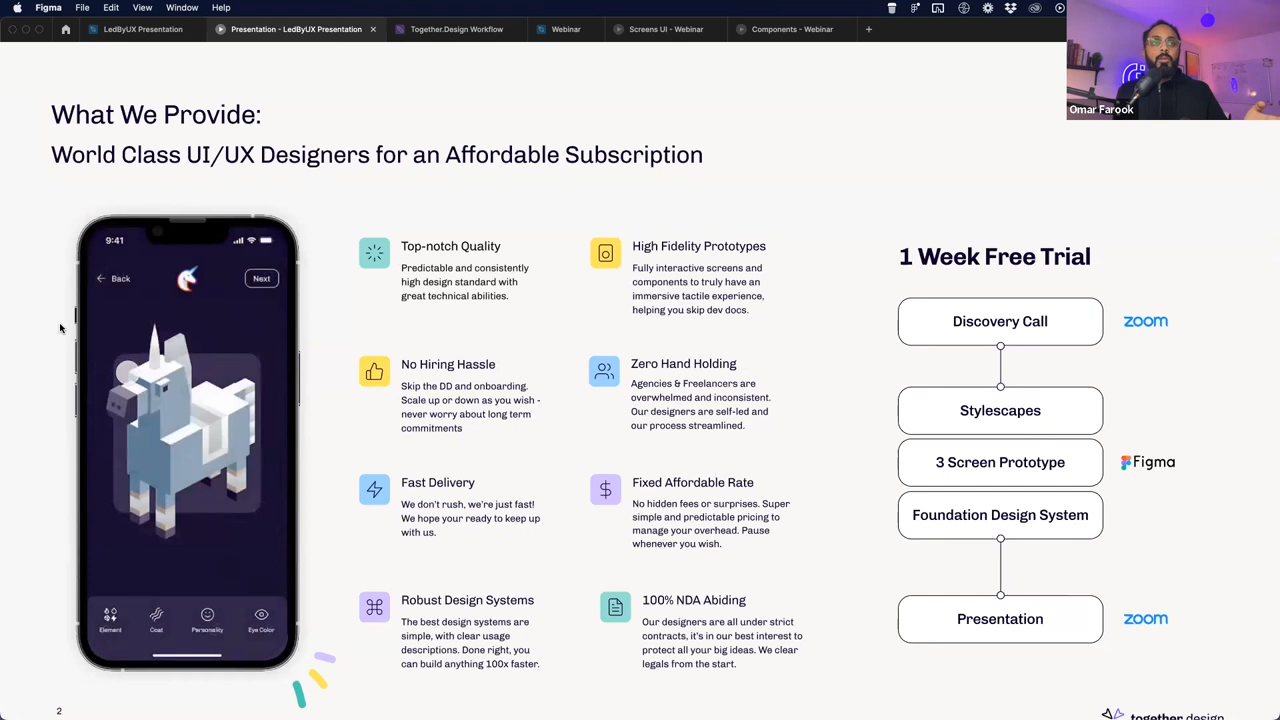 Figma File Edit View Window Help
LedByUX Presentation
Presentation - LedByUX Presentation
Together.Design Workflow
Webinar
Screens UI - Webinar
Components - Webinar
Omar Farook
What We Provide:
World Class UI/UX Designers for an Affordable Subscription
9:41
Back
Next
Element
Coat
Personality
Eye Color
Top-notch Quality
Predictable and consistently
high design standard with
great technical abilities.
High Fidelity Prototypes
Fully interactive screens and
components to truly have an
immersive tactile experience,
helping you skip dev docs.
No Hiring Hassle
Skip the DD and onboarding.
Scale up or down as you wish -
never worry about long term
commitments
Zero Hand Holding
Agencies & Freelancers are
overwhelmed and inconsistent.
Our designers are self-led and
our process streamlined.
Fast Delivery
We don't rush, we're just fast!
We hope your ready to keep up
with us.
Fixed Affordable Rate
No hidden fees or surprises. Super
simple and predictable pricing to
manage your overhead. Pause
whenever you wish.
Robust Design Systems
The best design systems are
simple, with clear usage
descriptions. Done right, you
can build anything 100x faster.
100% NDA Abiding
Our designers are all under strict
contracts, it's in our best interest to
protect all your big ideas. We clear
legals from the start.
1 Week Free Trial
Discovery Call
zoom
Stylescapes
3 Screen Prototype
Figma
Foundation Design System
Presentation
zoom
2
together.design